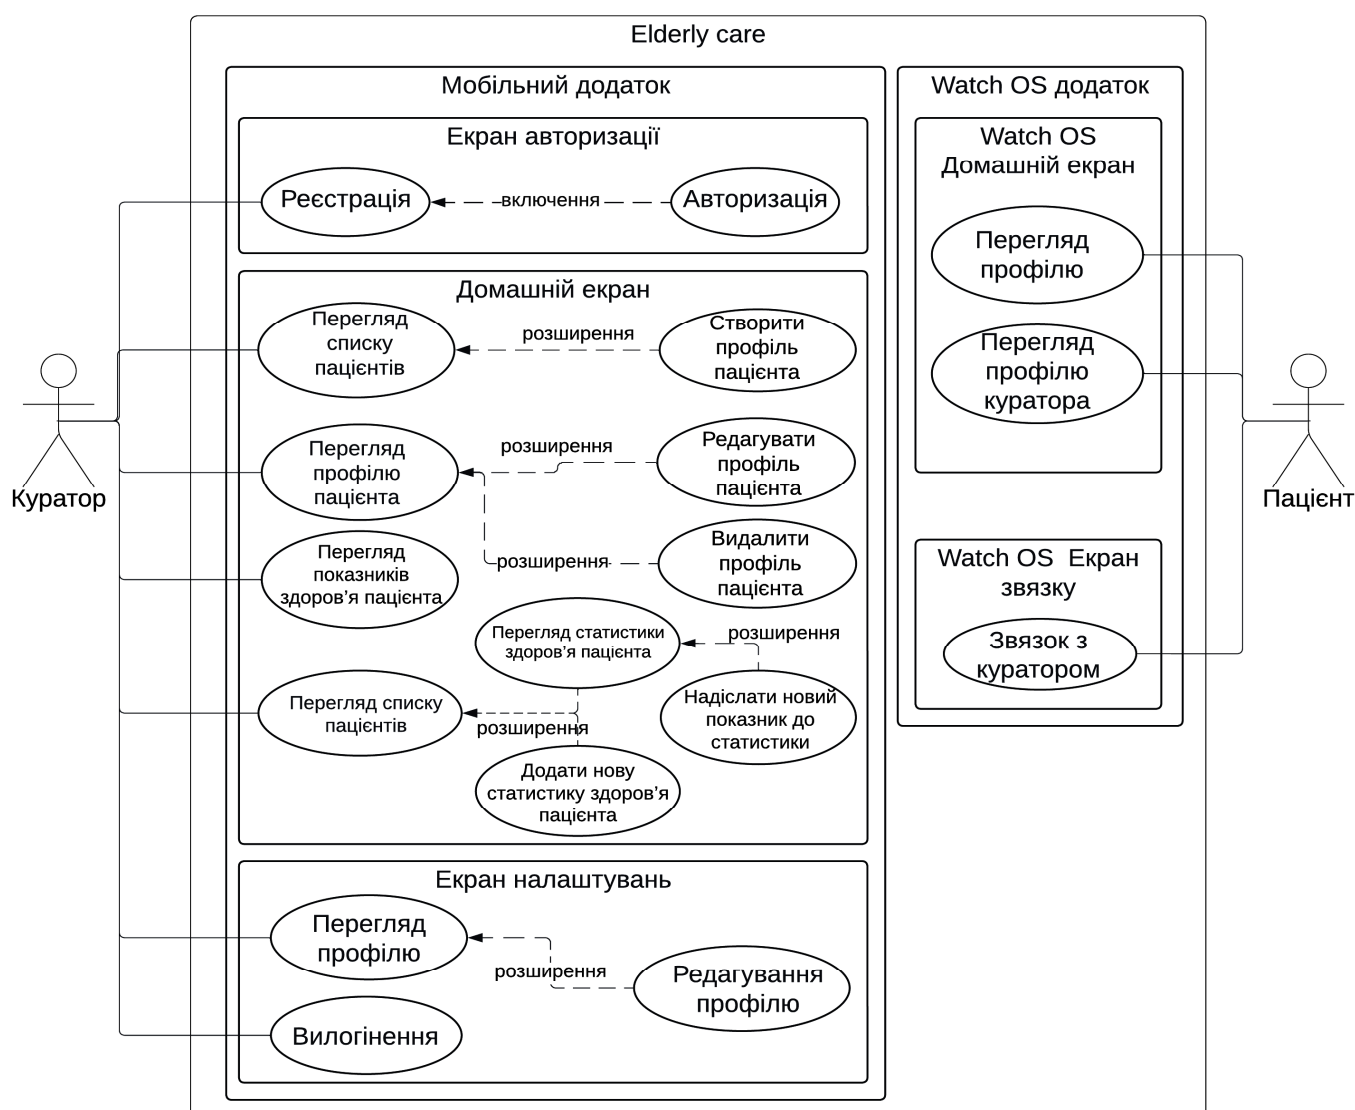 Elderly care
Мобільний додаток
Екран авторизації
Реєстрація
включення
Авторизація
Домашній екран
Перегляд
списку
пацієнтів
розширення
Створити
профіль
пацієнта
Перегляд
профілю
пацієнта
розширення
Редагувати
профіль
пацієнта
розширення
Видалити
профіль
пацієнта
Перегляд
показників
здоров’я пацієнта
Перегляд статистики
здоров’я пацієнта
розширення
Надіслати новий
показник до
статистики
Перегляд списку
пацієнтів
розширення
Додати нову
статистику здоров’я
пацієнта
Екран налаштувань
Перегляд
профілю
розширення
Редагування
профілю
Вилогінення
Куратор
Watch OS додаток
Watch OS
Домашній екран
Перегляд
профілю
Перегляд
профілю
куратора
Watch OS  Екран
звязку
Звязок з
куратором
Пацієнт